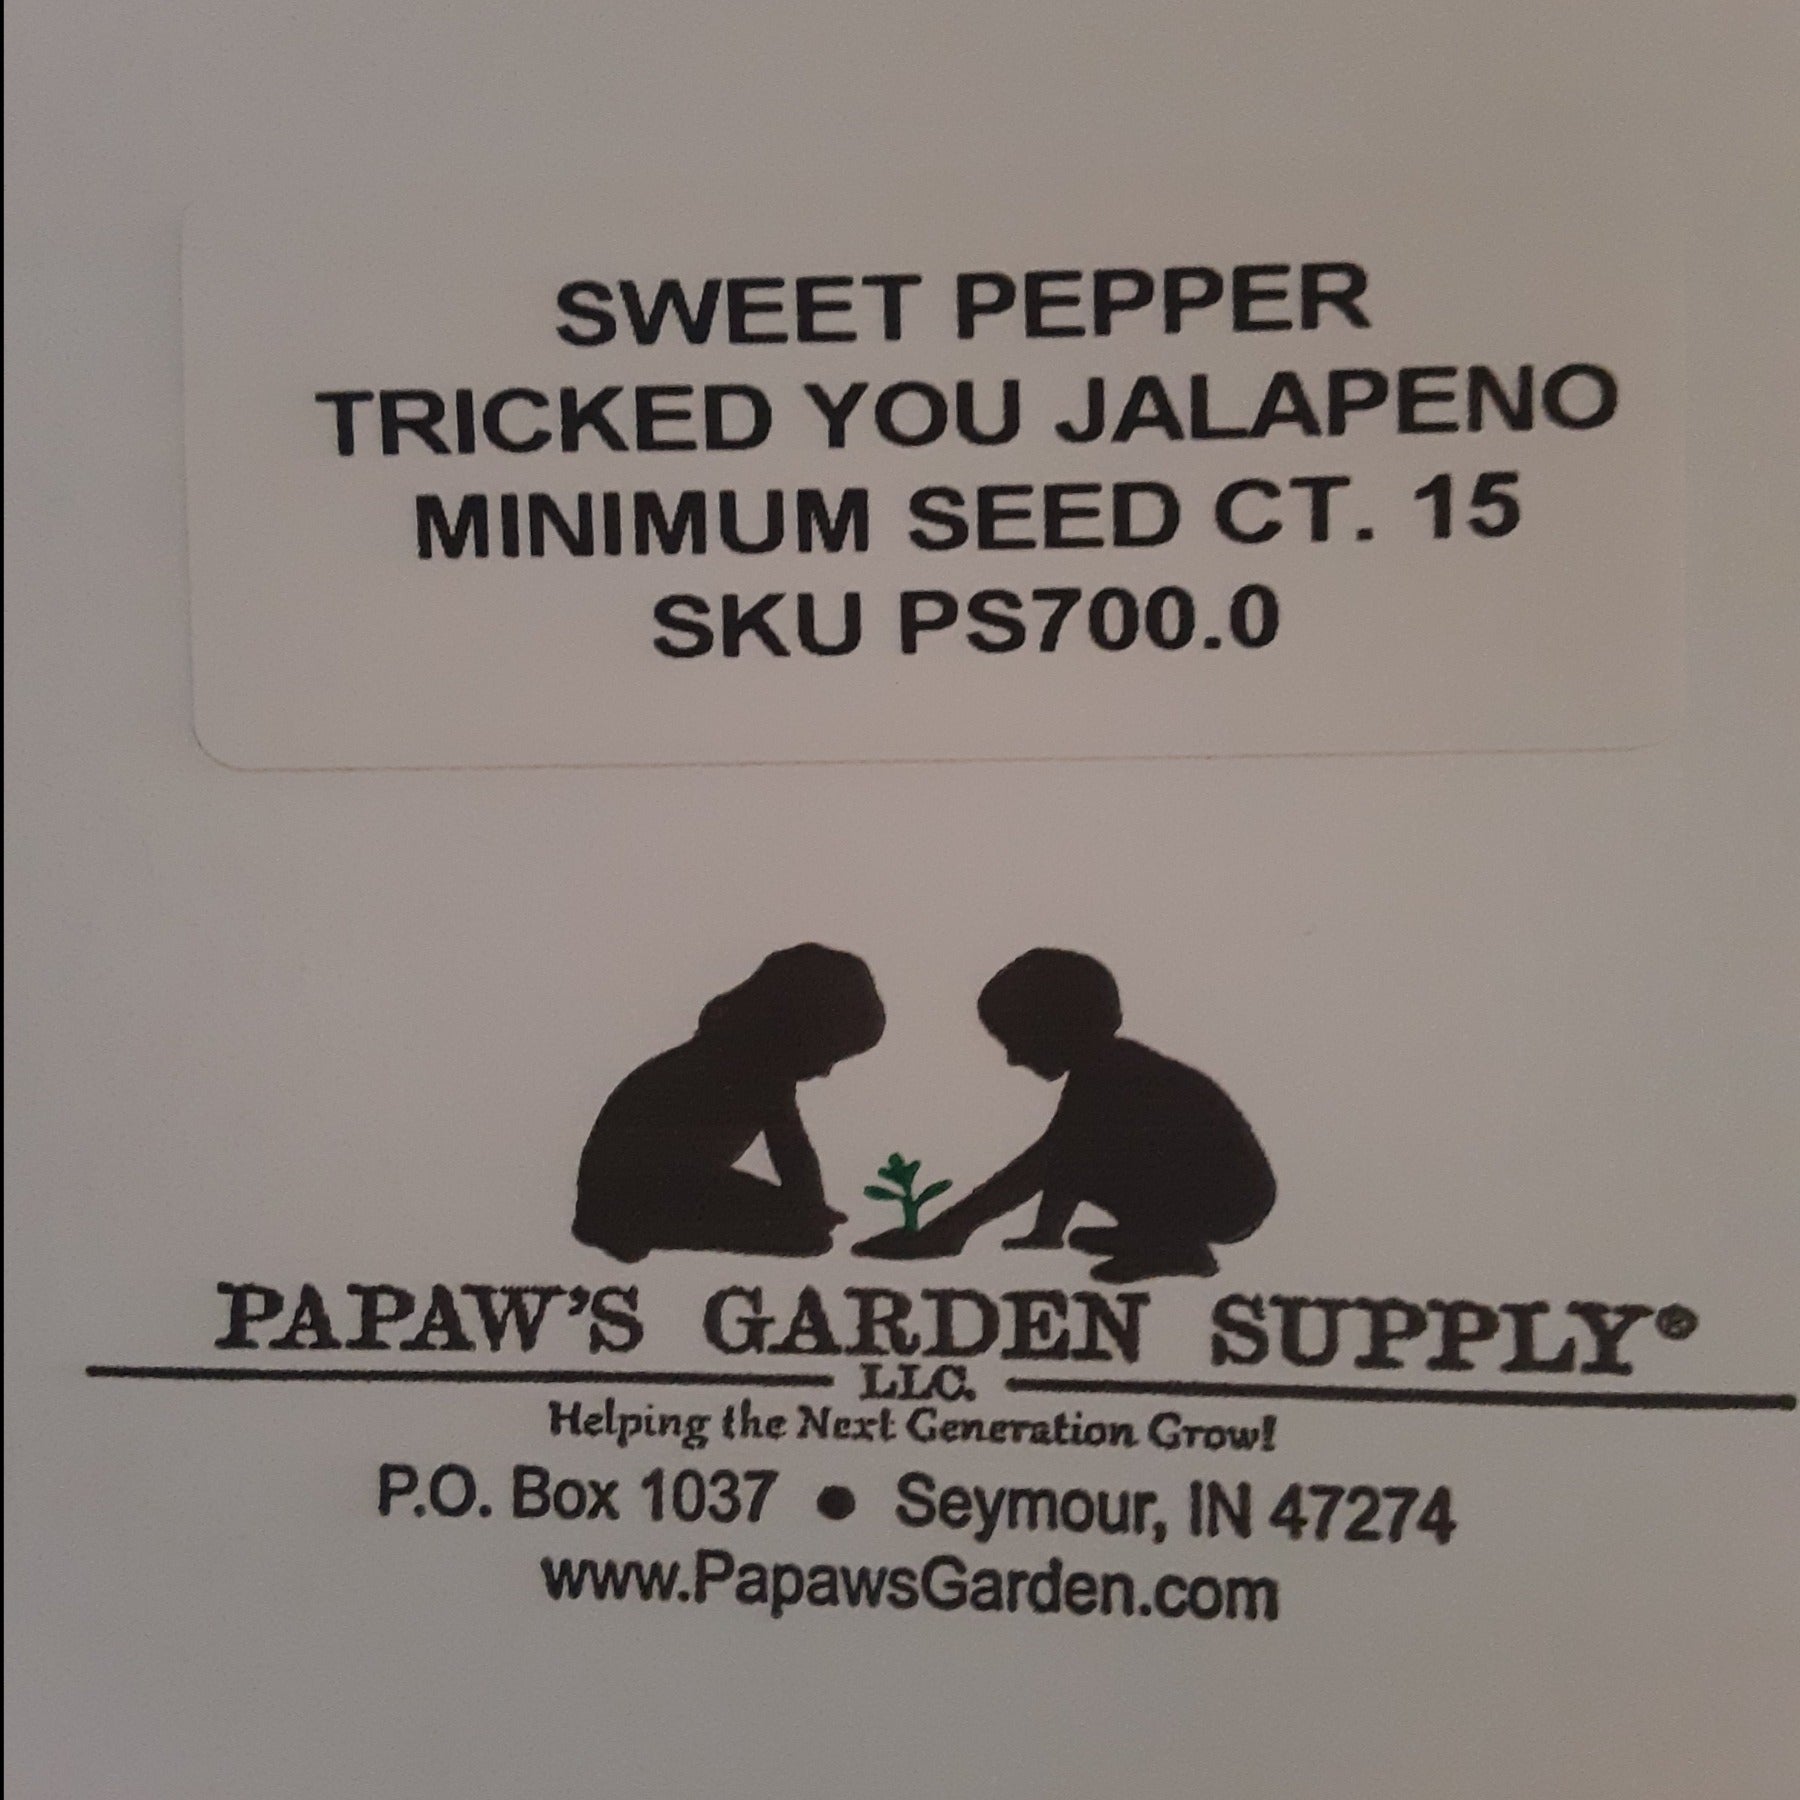 SWEET PEPPER
TRICKED YOU JALAPENO
MINIMUM SEED CT. 15
SKU PS700.0
PAPAW'S GARDEN SUPPLY®
LLC.
Helping the Next Generation Grow!
P.O. Box 1037 ● Seymour, IN 47274
www.PapawsGarden.com